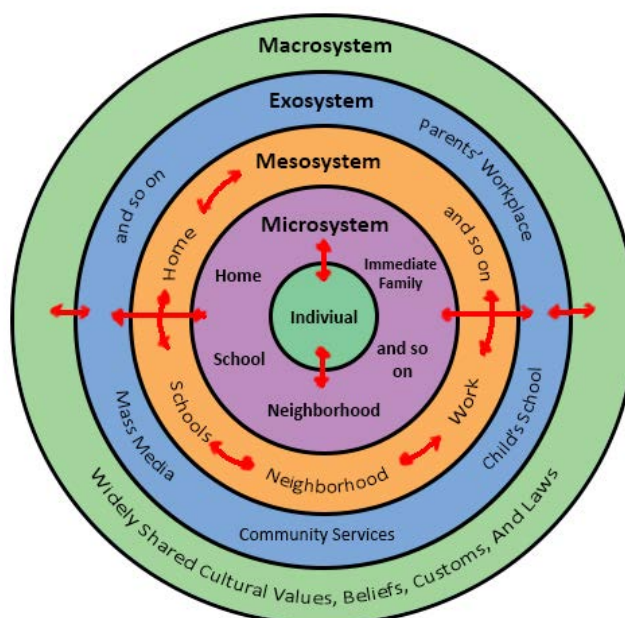 Macrosystem
Exosystem
Parents' Workplace
and so on
Mesosystem
Home
and so on
Microsystem
Home
Immediate
Family
Indiviual
School
and so
on
Neighborhood
Schools
Neighborhood
Work
Mass Media
Community Services
Child's School
Widely Shared Cultural Values, Beliefs, Customs, And Laws